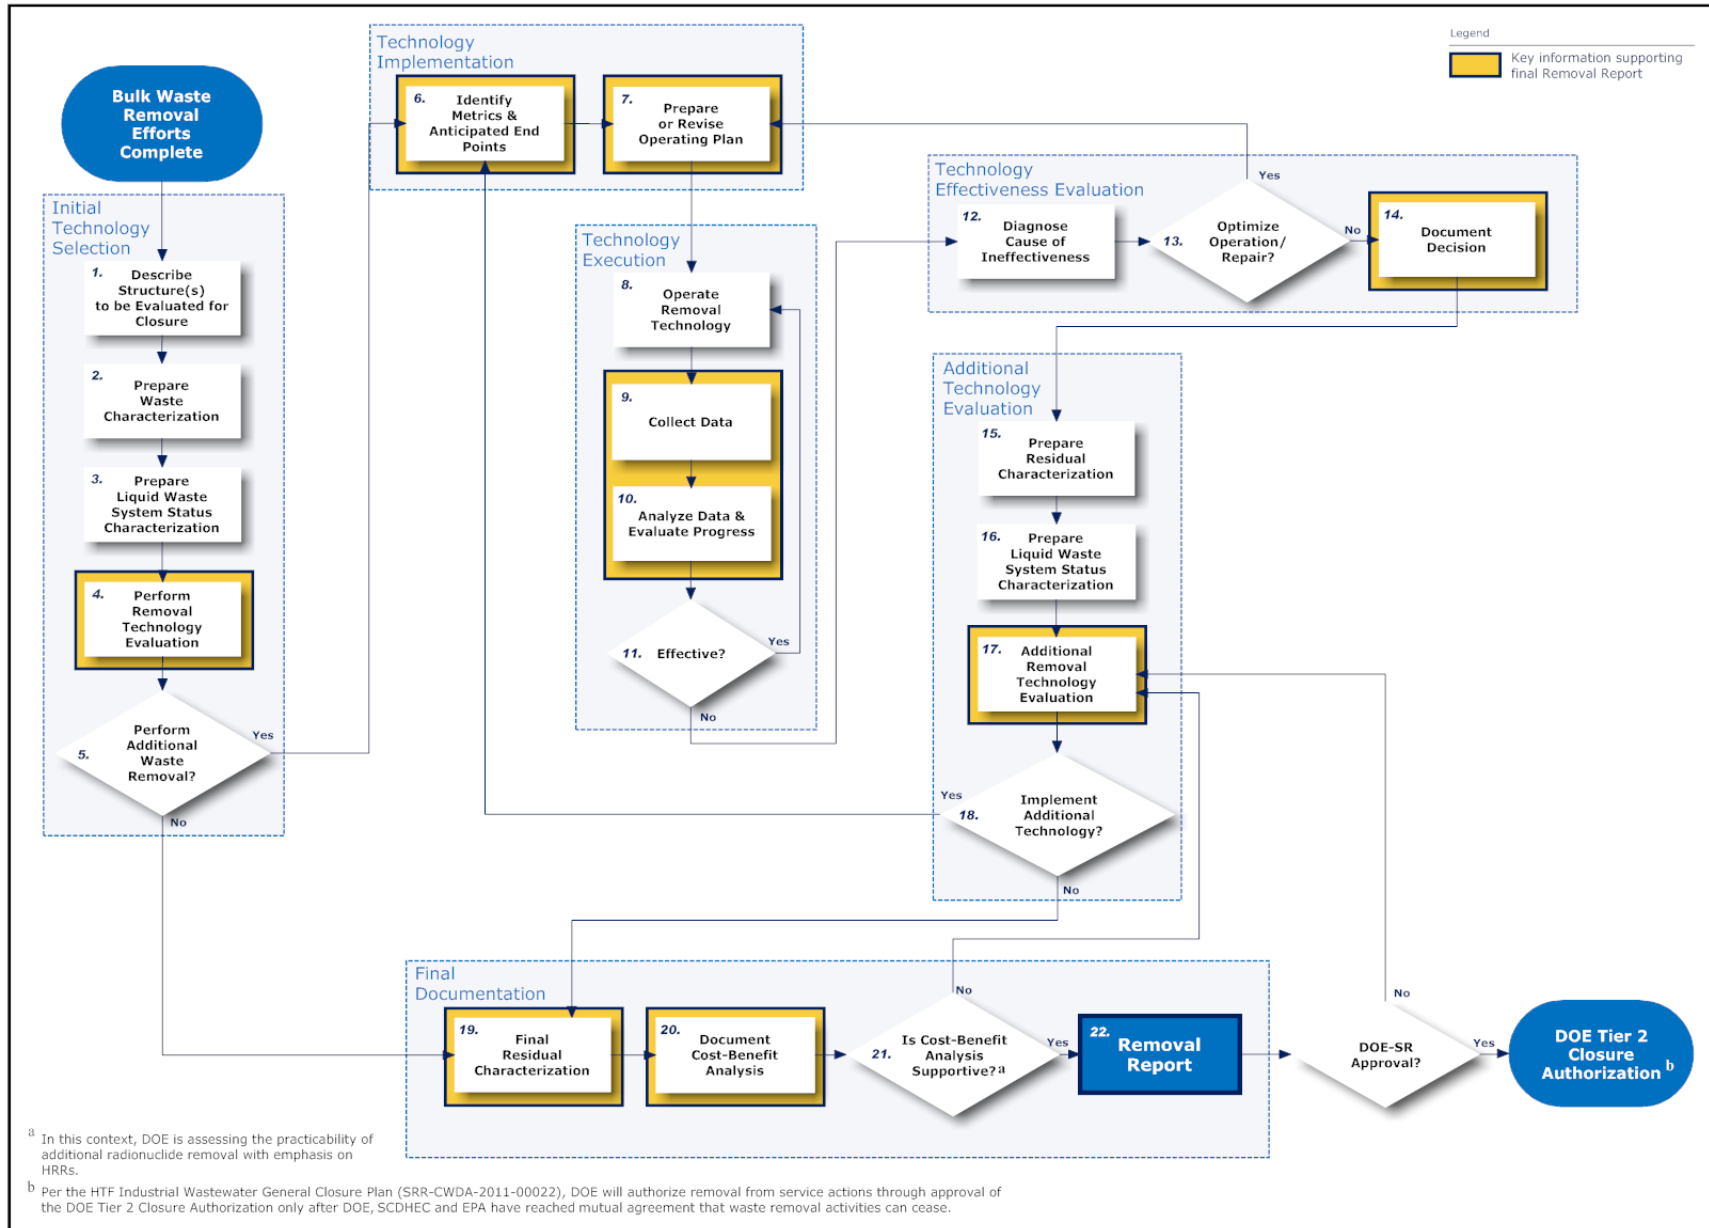 Legend
Key information supporting
final Removal Report
Bulk Waste
Removal
Efforts
Complete
Initial
Technology
Selection
1. Describe
Structure(s)
to be Evaluated for
Closure
2.
Prepare
Waste
Characterization
3. Prepare
Liquid Waste
System Status
Characterization
4. Perform
Removal
Technology
Evaluation
5. Perform
Additional
Waste
Removal?
Yes
No
Technology
Implementation
6. Identify
Metrics &
Anticipated End
Points
7. Prepare
or Revise
Operating Plan
Technology
Execution
8. Operate
Removal
Technology
9.
Collect Data
10.
Analyze Data &
Evaluate Progress
11. Effective?
Yes
No
Technology
Effectiveness Evaluation
12. Diagnose
Cause of
Ineffectiveness
13. Optimize
Operation/
Repair?
Yes
No
14. Document
Decision
Additional
Technology
Evaluation
15. Prepare
Residual
Characterization
16. Prepare
Liquid Waste
System Status
Characterization
17. Additional
Removal
Technology
Evaluation
18. Implement
Additional
Technology?
Yes
No
Final
Documentation
19. Final
Residual
Characterization
20. Document
Cost-Benefit
Analysis
21. Is Cost-Benefit
Analysis
Supportive? a
No
Yes
22. Removal
Report
DOE-SR
Approval?
No
Yes
DOE Tier 2
Closure
Authorization b
a In this context, DOE is assessing the practicability of
additional radionuclide removal with emphasis on
HRRs.
b Per the HTF Industrial Wastewater General Closure Plan (SRR-CWDA-2011-00022), DOE will authorize removal from service actions through approval of
the DOE Tier 2 Closure Authorization only after DOE, SCDHEC and EPA have reached mutual agreement that waste removal activities can cease.